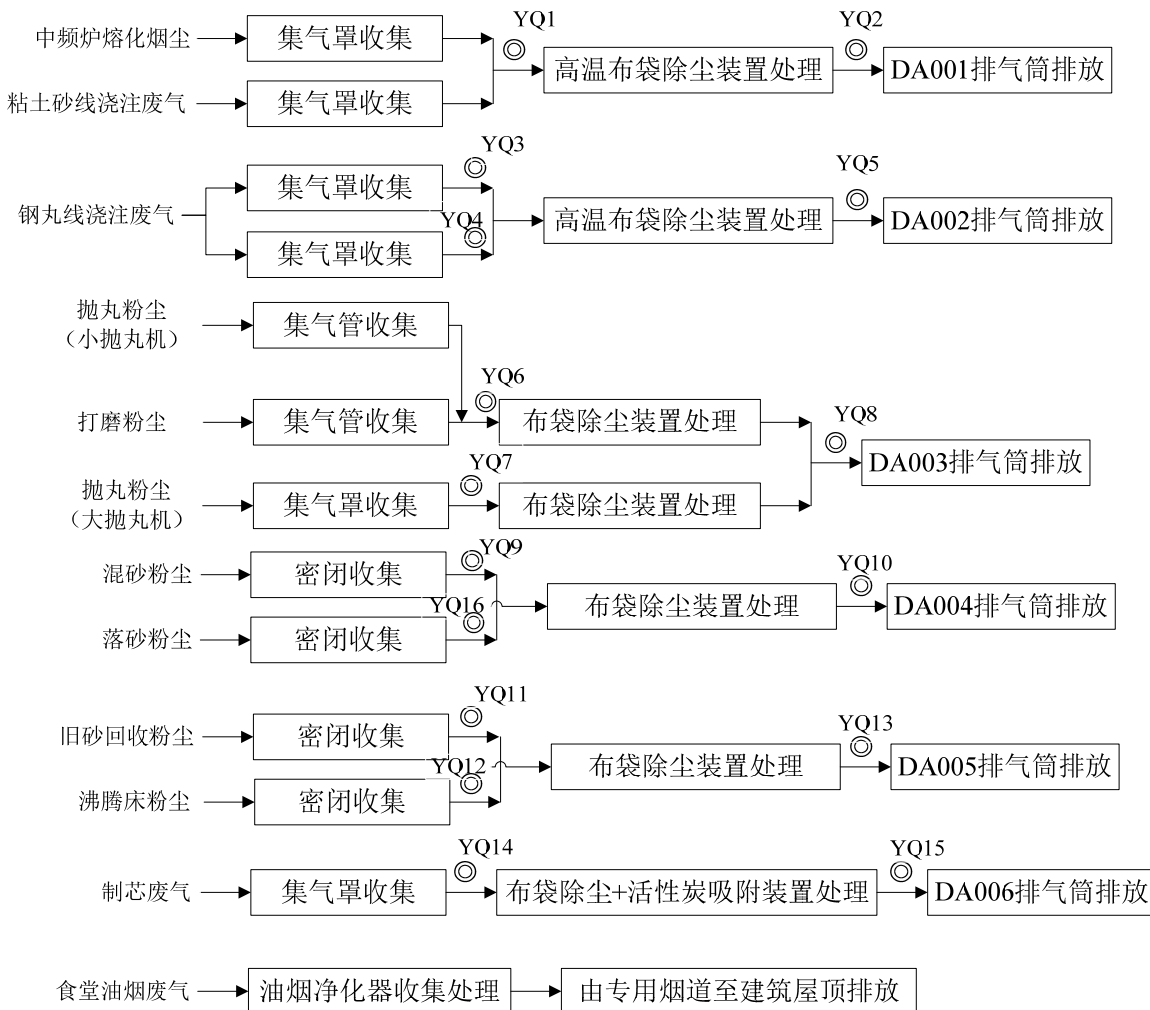 YQ1
YQ2
中频炉熔化烟尘
集气罩收集
高温布袋除尘装置处理
DA001排气筒排放
粘土砂线浇注废气
集气罩收集
YQ3
YQ5
集气罩收集
钢丸线浇注废气
YQ4
高温布袋除尘装置处理
DA002排气筒排放
集气罩收集
抛丸粉尘
（小抛丸机）
集气管收集
YQ6
打磨粉尘
集气管收集
布袋除尘装置处理
YQ8
YQ7
DA003排气筒排放
抛丸粉尘
（大抛丸机）
集气罩收集
布袋除尘装置处理
YQ9
YQ10
混砂粉尘
密闭收集
YQ16
布袋除尘装置处理
DA004排气筒排放
落砂粉尘
密闭收集
YQ11
YQ13
旧砂回收粉尘
密闭收集
YQ12
布袋除尘装置处理
DA005排气筒排放
沸腾床粉尘
密闭收集
YQ14
YQ15
制芯废气
集气罩收集
布袋除尘+活性炭吸附装置处理
DA006排气筒排放
食堂油烟废气
油烟净化器收集处理
由专用烟道至建筑屋顶排放